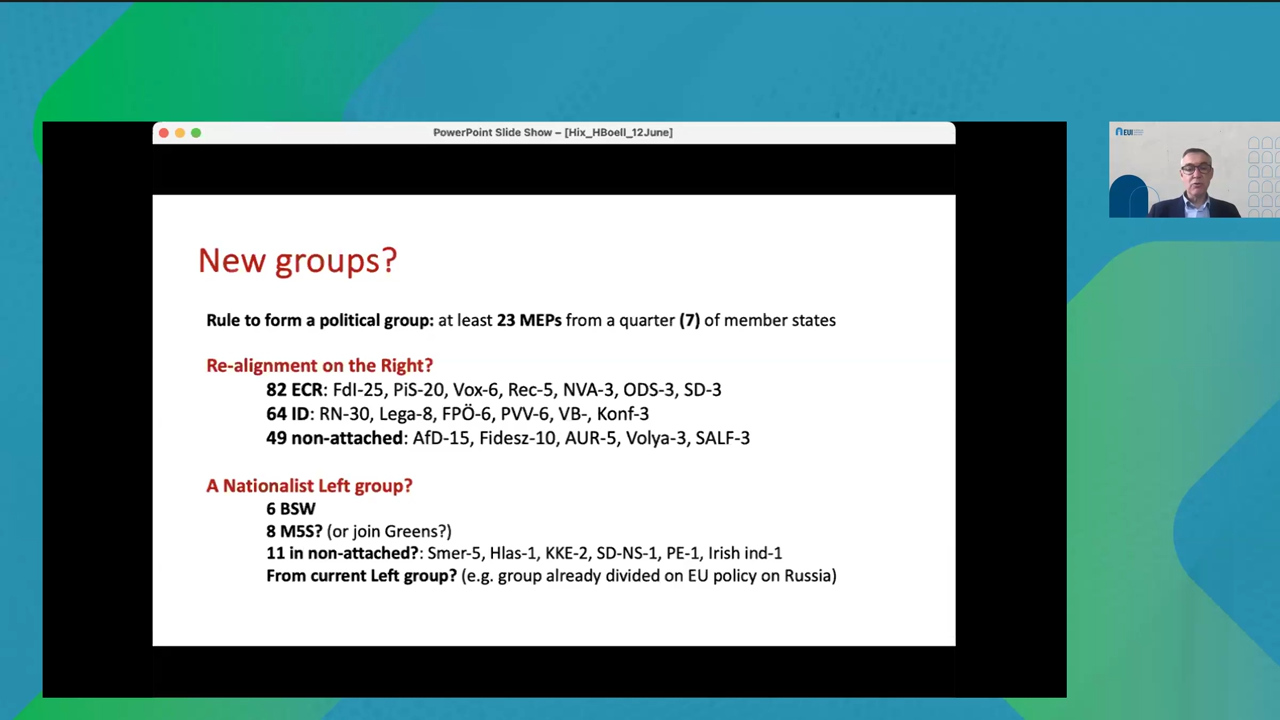 PowerPoint Slide Show – [Hix_HBoell_12June]
EUI
New groups?
Rule to form a political group: at least 23 MEPs from a quarter (7) of member states
Re-alignment on the Right?
82 ECR: FdI-25, PiS-20, Vox-6, Rec-5, NVA-3, ODS-3, SD-3
64 ID: RN-30, Lega-8, FPÖ-6, PVV-6, VB-, Konf-3
49 non-attached: AfD-15, Fidesz-10, AUR-5, Volya-3, SALF-3
A Nationalist Left group?
6 BSW
8 M5S? (or join Greens?)
11 in non-attached?: Smer-5, Hlas-1, KKE-2, SD-NS-1, PE-1, Irish ind-1
From current Left group? (e.g. group already divided on EU policy on Russia)